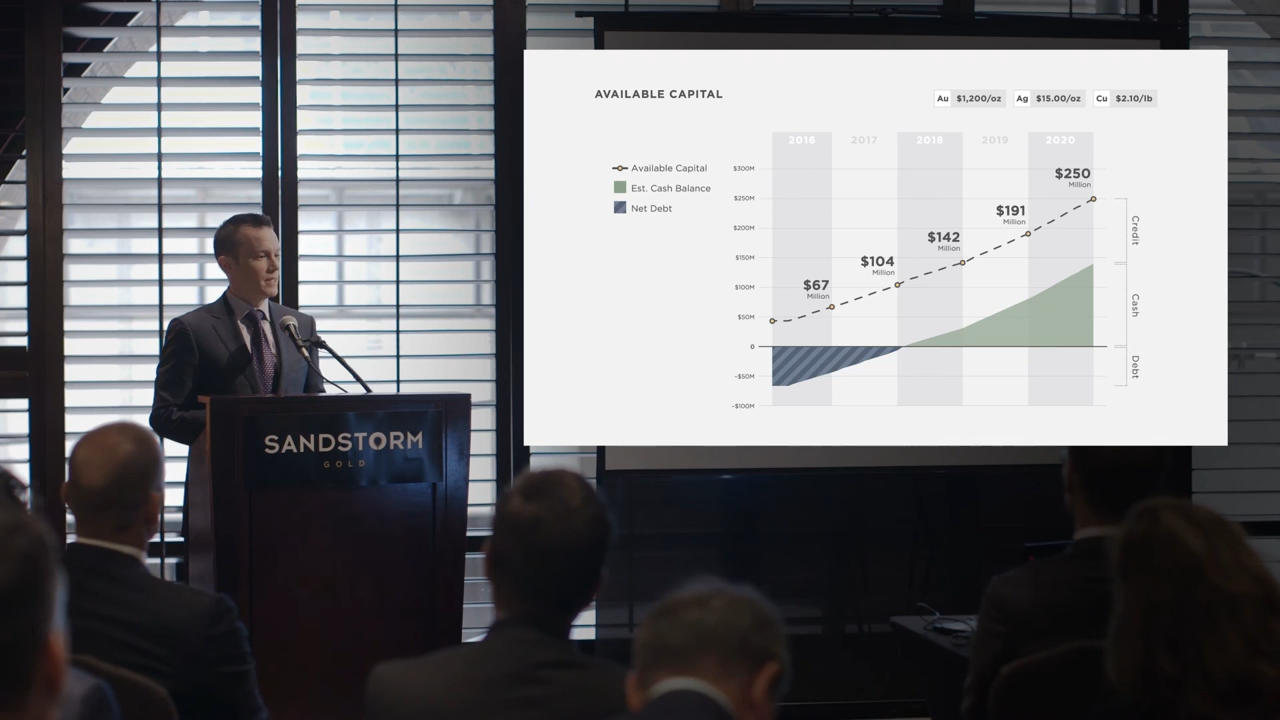 AVAILABLE CAPITAL
Au $1,200/oz Ag $15.00/oz Cu $2.10/lb
2016 2017 2018 2019 2020
Available Capital
Est. Cash Balance
Net Debt
$300M
$250M
$200M
$150M
$100M
$50M
0
-$50M
-$100M
$67
Million
$104
Million
$142
Million
$191
Million
$250
Million
Credit
Cash
Debt
SANDSTORM
GOLD